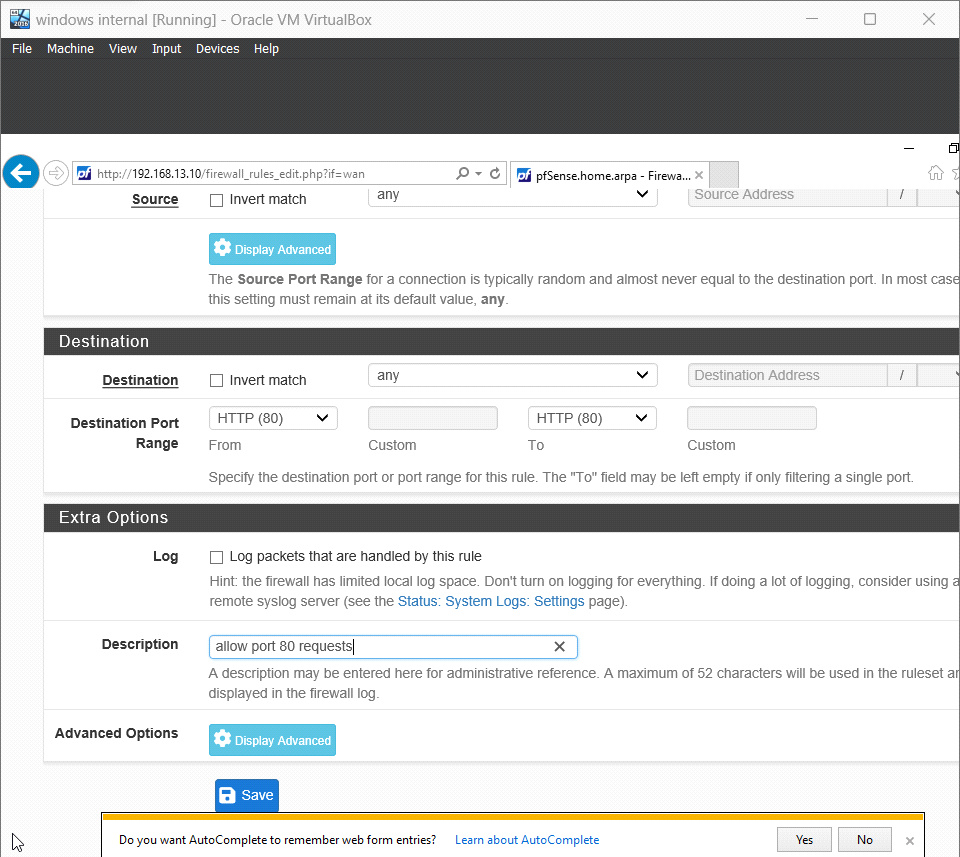 windows internal [Running] - Oracle VM VirtualBox
File Machine View Input Devices Help
http://192.168.13.10/firewall_rules_edit.php?if=wan
pfSense.home.arpa - Firewa...
Source Invert match any Source Address /
Display Advanced
The Source Port Range for a connection is typically random and almost never equal to the destination port. In most case
this setting must remain at its default value, any.
Destination
Destination Invert match any Destination Address /
Destination Port Range HTTP (80) HTTP (80)
From Custom To Custom
Specify the destination port or port range for this rule. The "To" field may be left empty if only filtering a single port.
Extra Options
Log Log packets that are handled by this rule
Hint: the firewall has limited local log space. Don't turn on logging for everything. If doing a lot of logging, consider using a
remote syslog server (see the Status: System Logs: Settings page).
Description allow port 80 requests
A description may be entered here for administrative reference. A maximum of 52 characters will be used in the ruleset an
displayed in the firewall log.
Advanced Options Display Advanced
Save
Do you want AutoComplete to remember web form entries? Learn about AutoComplete Yes No